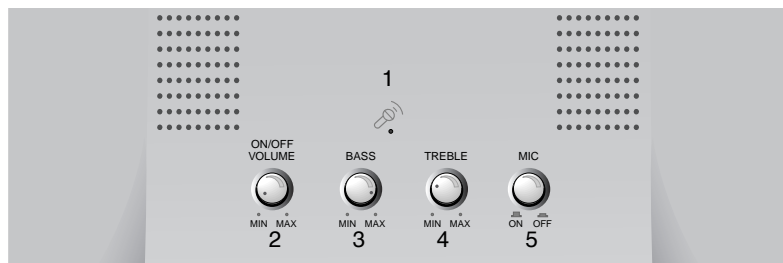 1
ON/OFF
VOLUME BASS TREBLE MIC
MIN MAX MIN MAX MIN MAX ON OFF
2 3 4 5